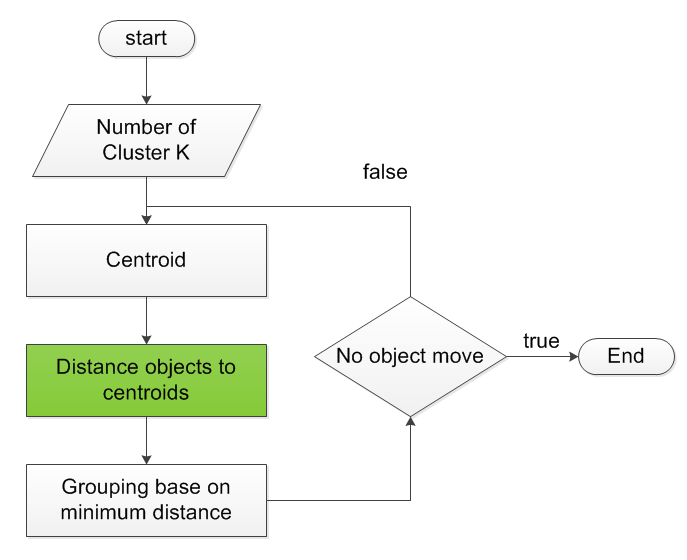 start
Number of
Cluster K
false
Centroid
No object move
true
End
Distance objects to
centroids
Grouping base on
minimum distance